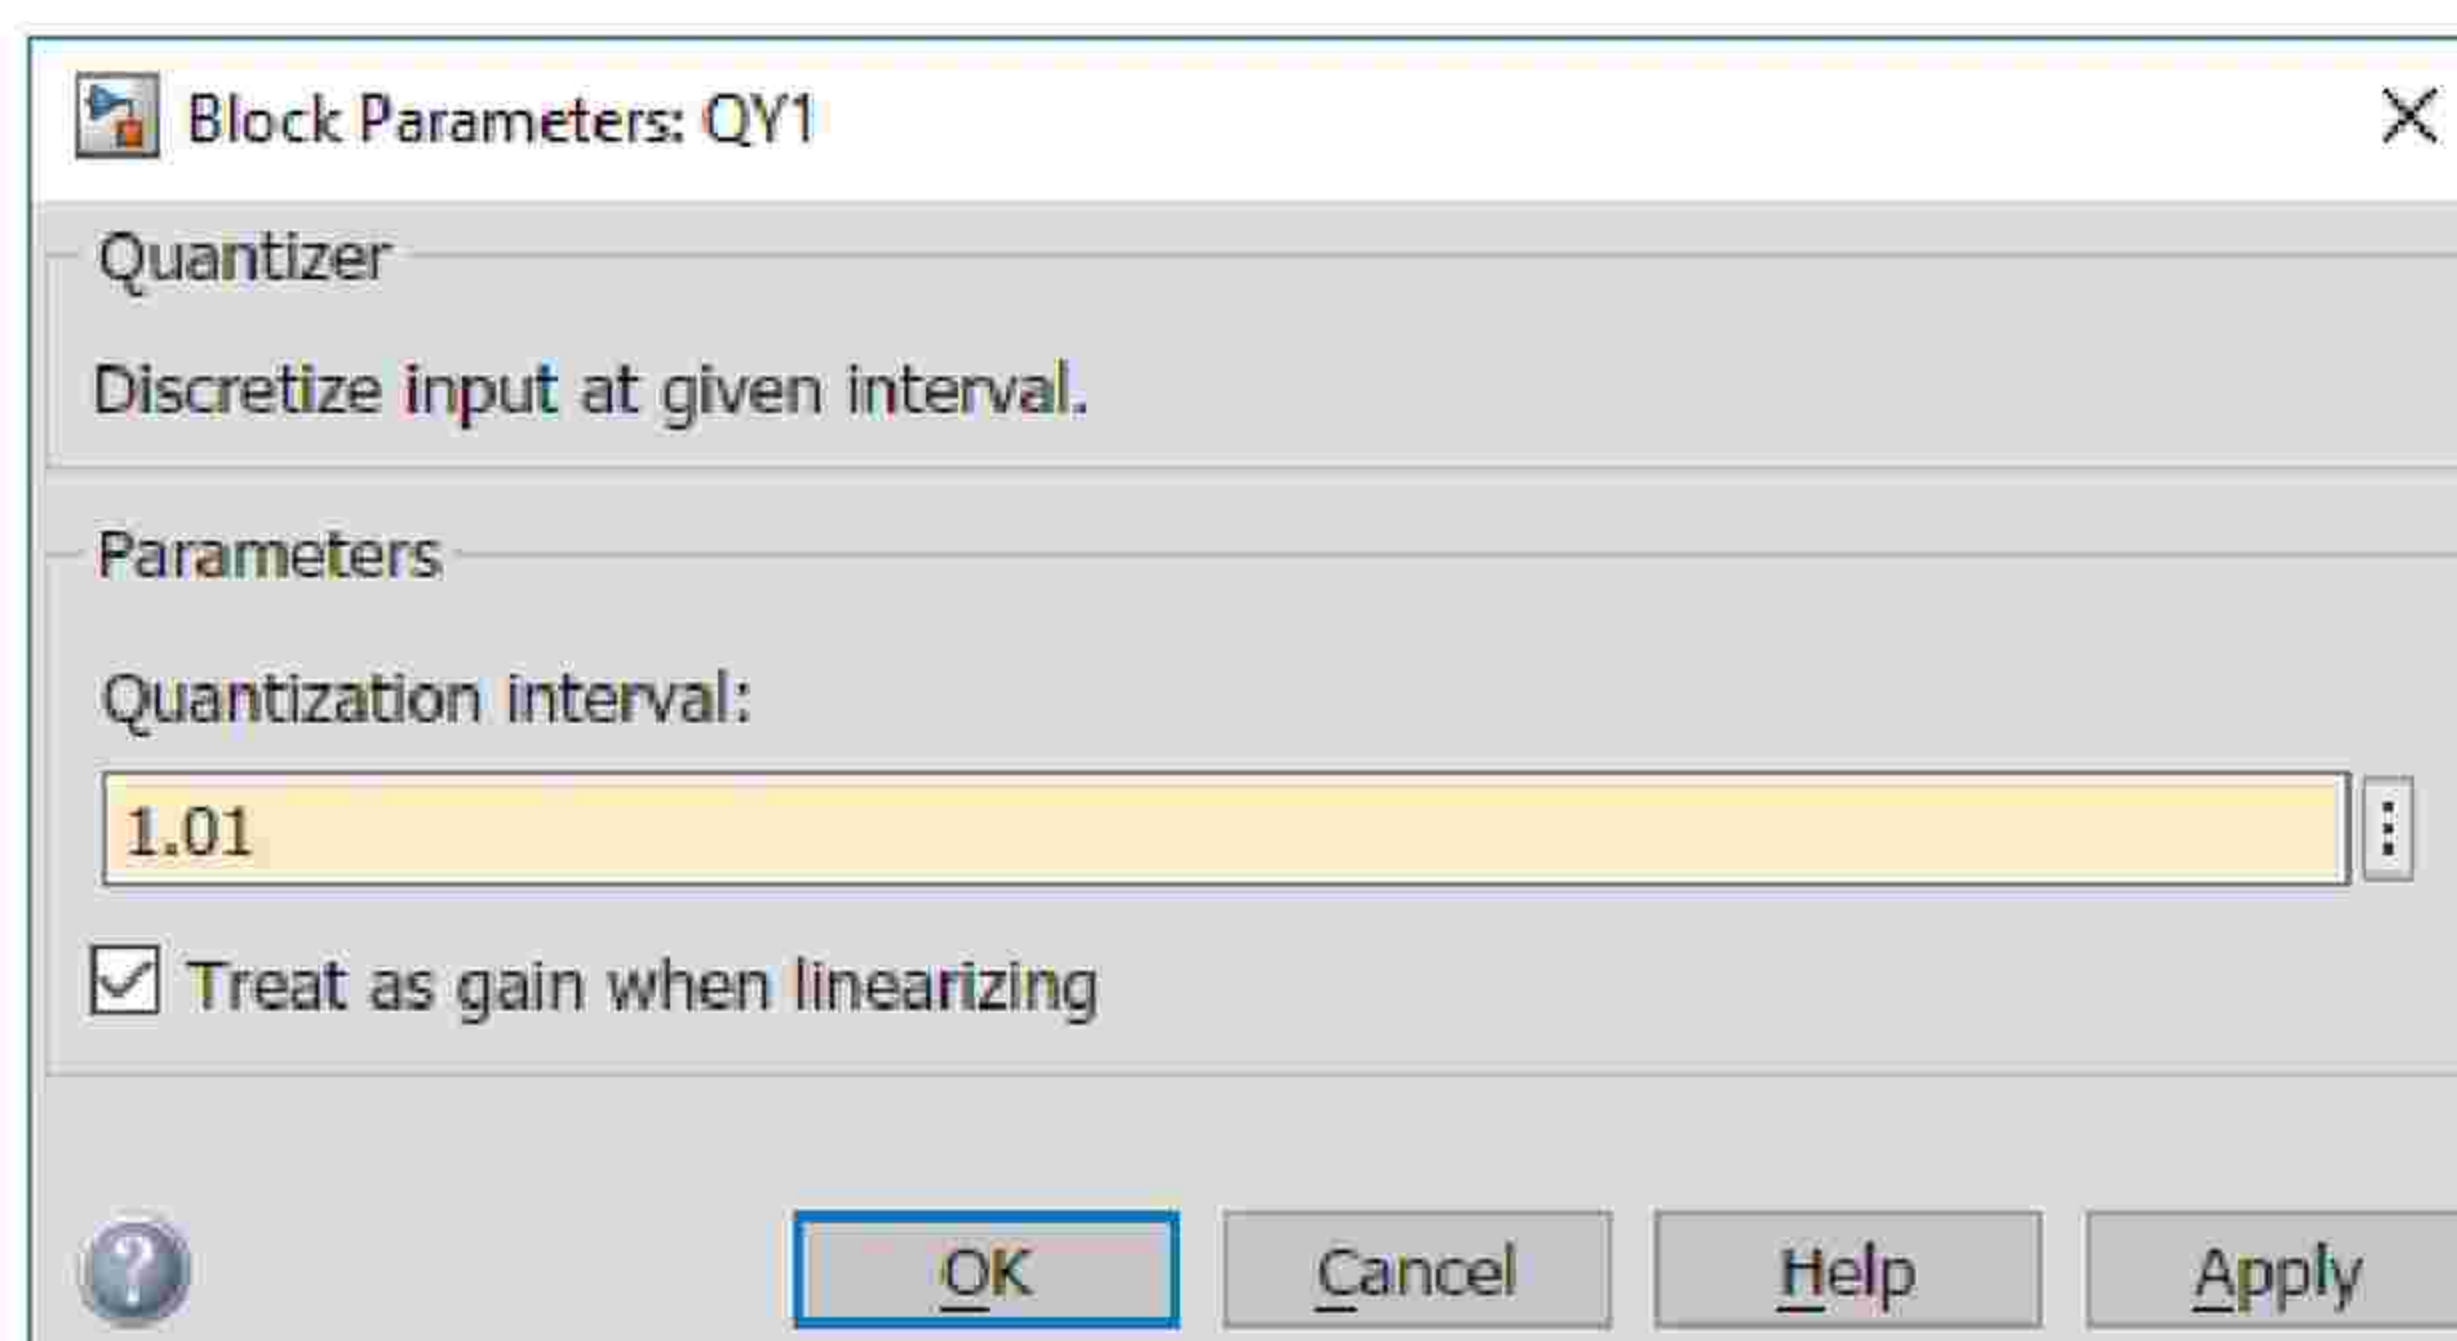 Block Parameters: QY1
Quantizer
Discretize input at given interval.
Parameters
Quantization interval:
1.01
Treat as gain when linearizing
OK Cancel Help Apply